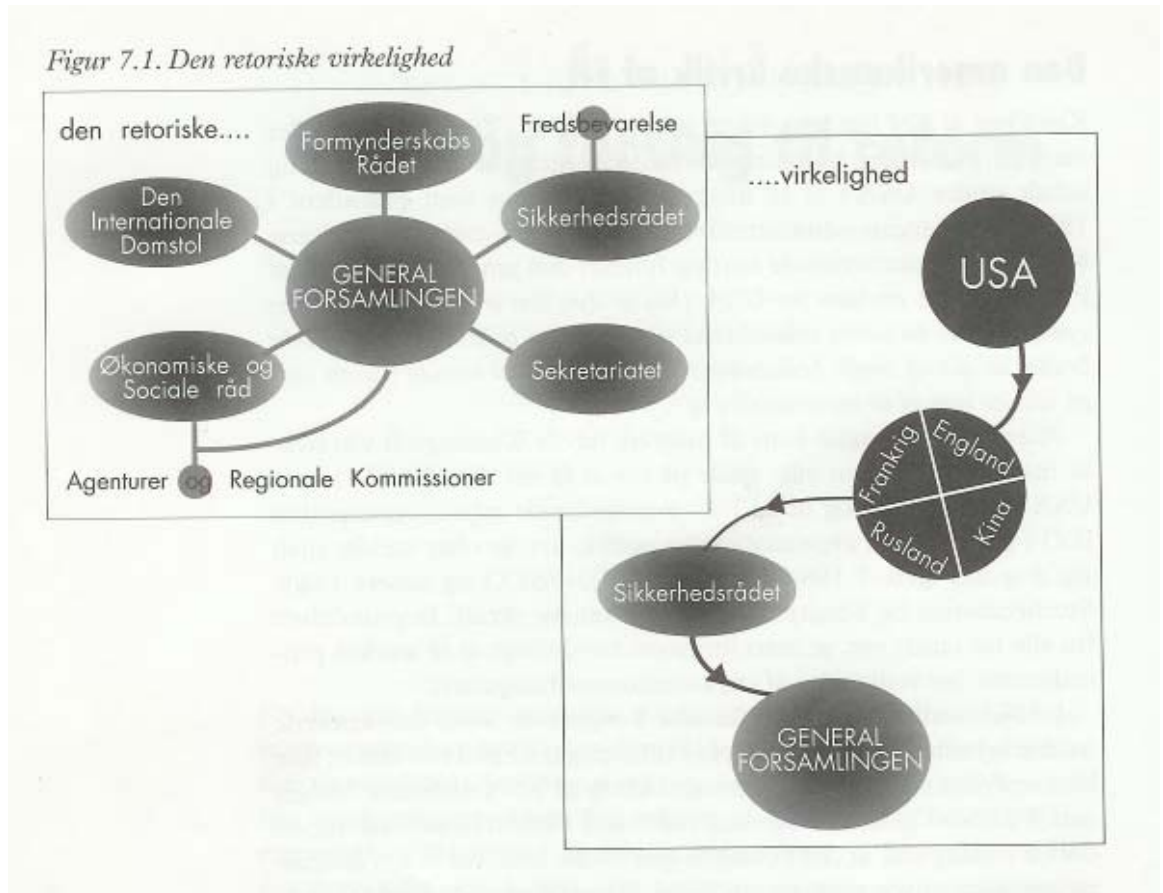 Figur 7.1. Den retoriske virkelighed
den retoriske....
Formynderskabs
Rådet
Fredsbevarelse
Den
Internationale
Domstol
Sikkerhedsrådet
GENERAL
FORSAMLINGEN
Økonomiske og
Sociale råd
Sekretariatet
Agenturer og Regionale Kommissioner
....virkelighed
USA
Frankrig
England
Rusland
Kina
Sikkerhedsrådet
GENERAL
FORSAMLINGEN